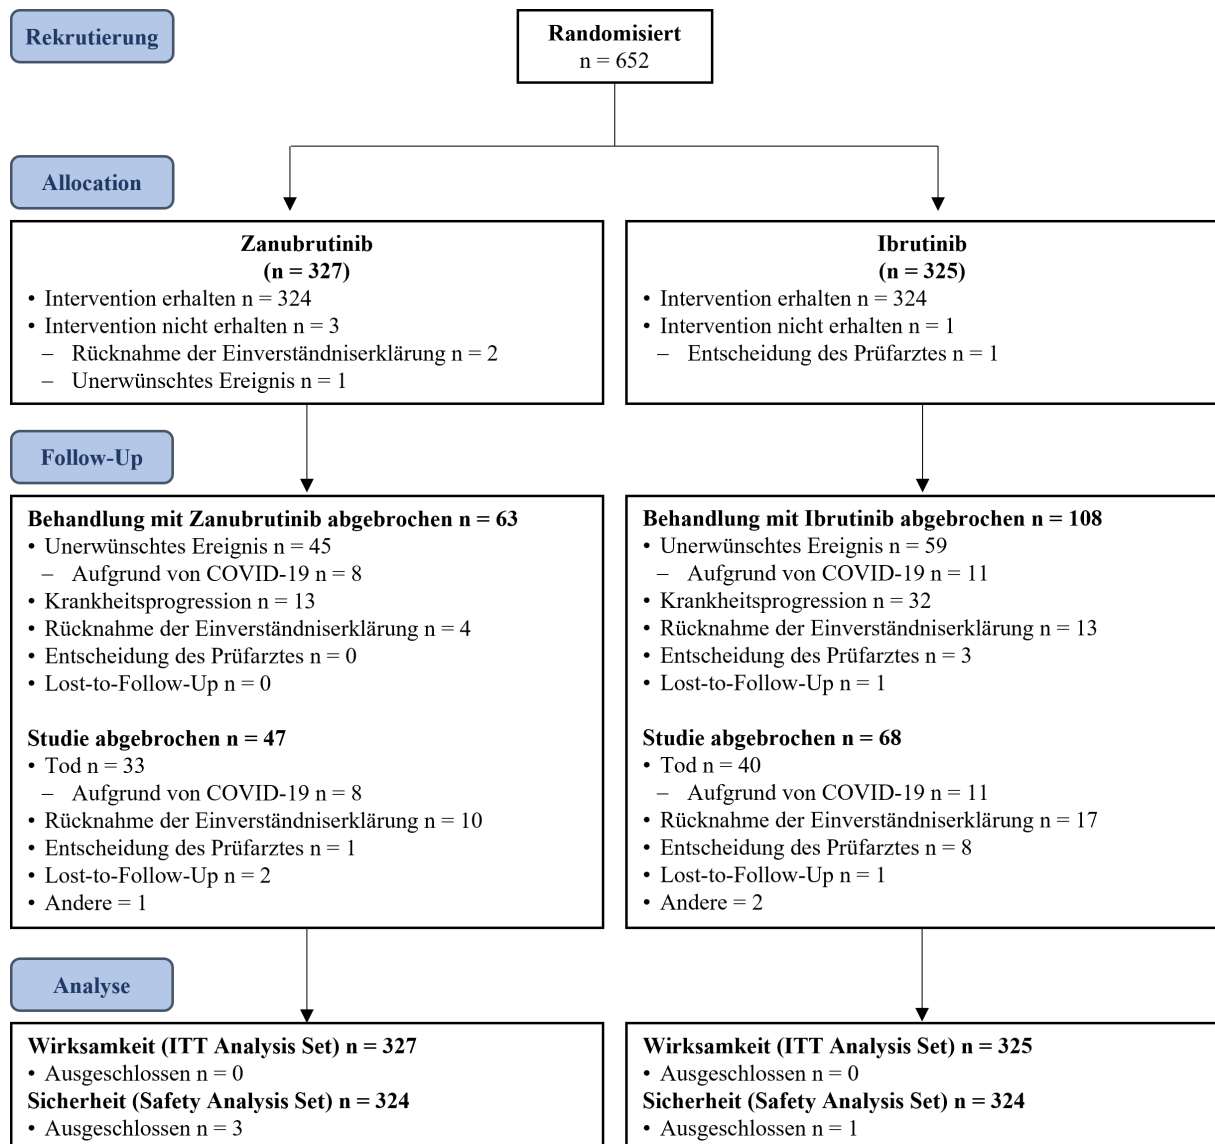 Rekrutierung
Randomisiert
n = 652
Allocation
Zanubrutinib
(n = 327)
• Intervention erhalten n = 324
• Intervention nicht erhalten n = 3
– Rücknahme der Einverständniserklärung n = 2
– Unerwünschtes Ereignis n = 1
Ibrutinib
(n = 325)
• Intervention erhalten n = 324
• Intervention nicht erhalten n = 1
– Entscheidung des Prüfarztes n = 1
Follow-Up
Behandlung mit Zanubrutinib abgebrochen n = 63
• Unerwünschtes Ereignis n = 45
– Aufgrund von COVID-19 n = 8
• Krankheitsprogression n = 13
• Rücknahme der Einverständniserklärung n = 4
• Entscheidung des Prüfarztes n = 0
• Lost-to-Follow-Up n = 0
Studie abgebrochen n = 47
• Tod n = 33
– Aufgrund von COVID-19 n = 8
• Rücknahme der Einverständniserklärung n = 10
• Entscheidung des Prüfarztes n = 1
• Lost-to-Follow-Up n = 2
• Andere = 1
Behandlung mit Ibrutinib abgebrochen n = 108
• Unerwünschtes Ereignis n = 59
– Aufgrund von COVID-19 n = 11
• Krankheitsprogression n = 32
• Rücknahme der Einverständniserklärung n = 13
• Entscheidung des Prüfarztes n = 3
• Lost-to-Follow-Up n = 1
Studie abgebrochen n = 68
• Tod n = 40
– Aufgrund von COVID-19 n = 11
• Rücknahme der Einverständniserklärung n = 17
• Entscheidung des Prüfarztes n = 8
• Lost-to-Follow-Up n = 1
• Andere = 2
Analyse
Wirksamkeit (ITT Analysis Set) n = 327
• Ausgeschlossen n = 0
Sicherheit (Safety Analysis Set) n = 324
• Ausgeschlossen n = 3
Wirksamkeit (ITT Analysis Set) n = 325
• Ausgeschlossen n = 0
Sicherheit (Safety Analysis Set) n = 324
• Ausgeschlossen n = 1